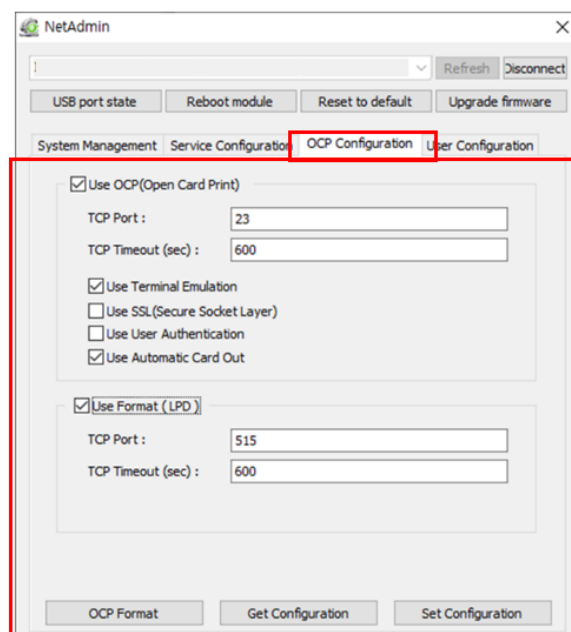 NetAdmin
Refresh Disconnect
USB port state Reboot module Reset to default Upgrade firmware
System Management Service Configuration OCP Configuration User Configuration
Use OCP(Open Card Print)
TCP Port : 23
TCP Timeout (sec) : 600
Use Terminal Emulation
Use SSL(Secure Socket Layer)
Use User Authentication
Use Automatic Card Out
Use Format ( LPD )
TCP Port : 515
TCP Timeout (sec) : 600
OCP Format Get Configuration Set Configuration